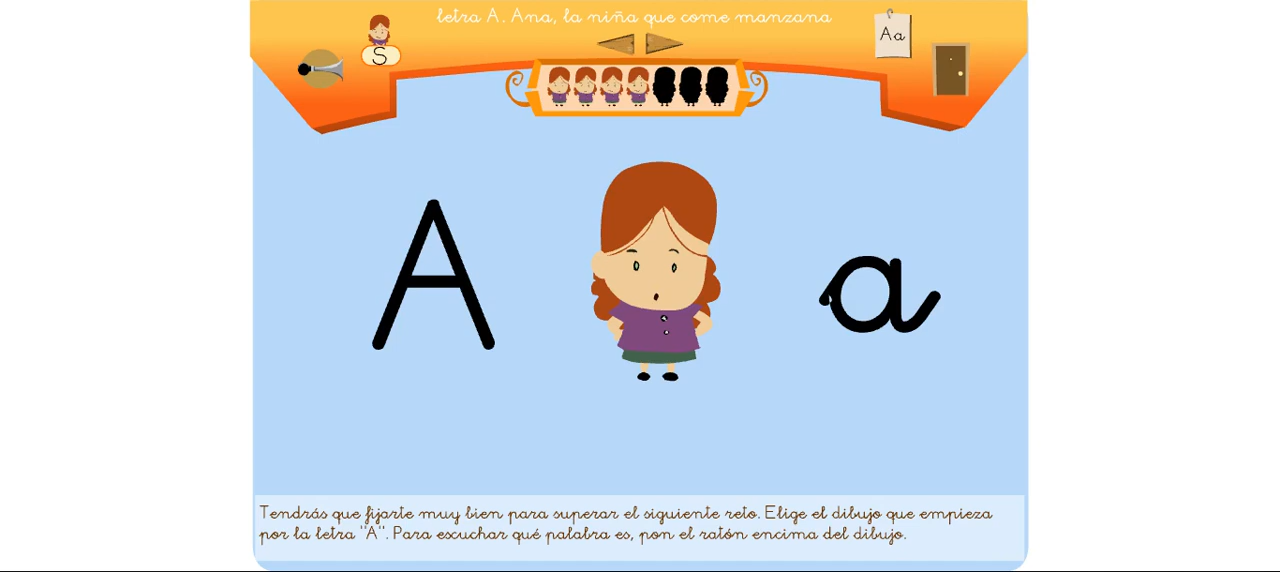 letra A. Ana, la niña que come manzana
S
Aa
A a
Tendrás que fijarte muy bien para superar el siguiente reto. Elige el dibujo que empieza
por la letra "A". Para escuchar qué palabra es, pon el ratón encima del dibujo.